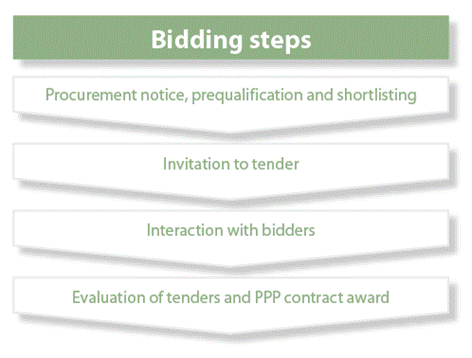 Bidding steps
Procurement notice, prequalification and shortlisting
Invitation to tender
Interaction with bidders
Evaluation of tenders and PPP contract award